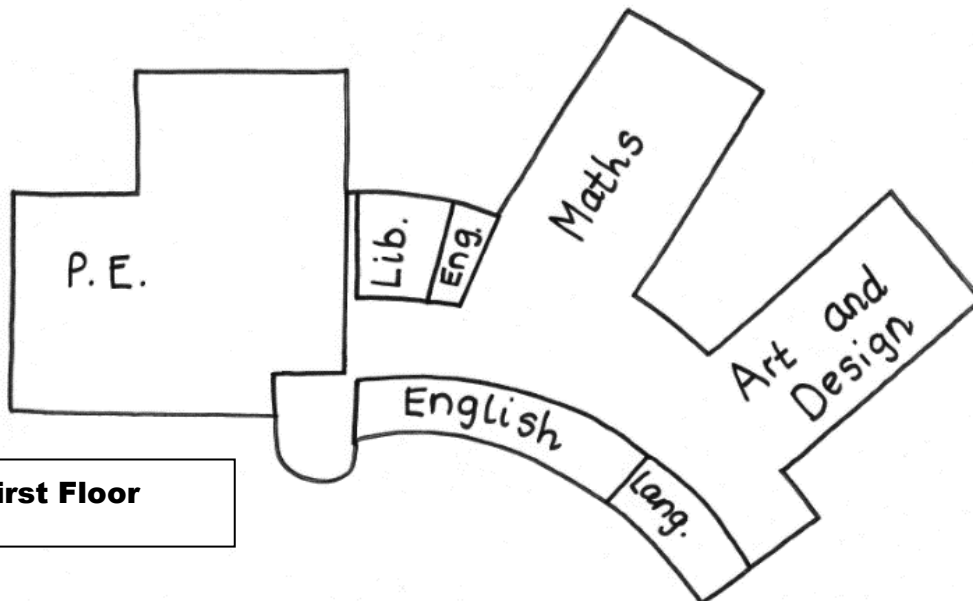 Maths
Lib.
Eng.
P. E.
Art and
Design
English
Lang.
irst Floor